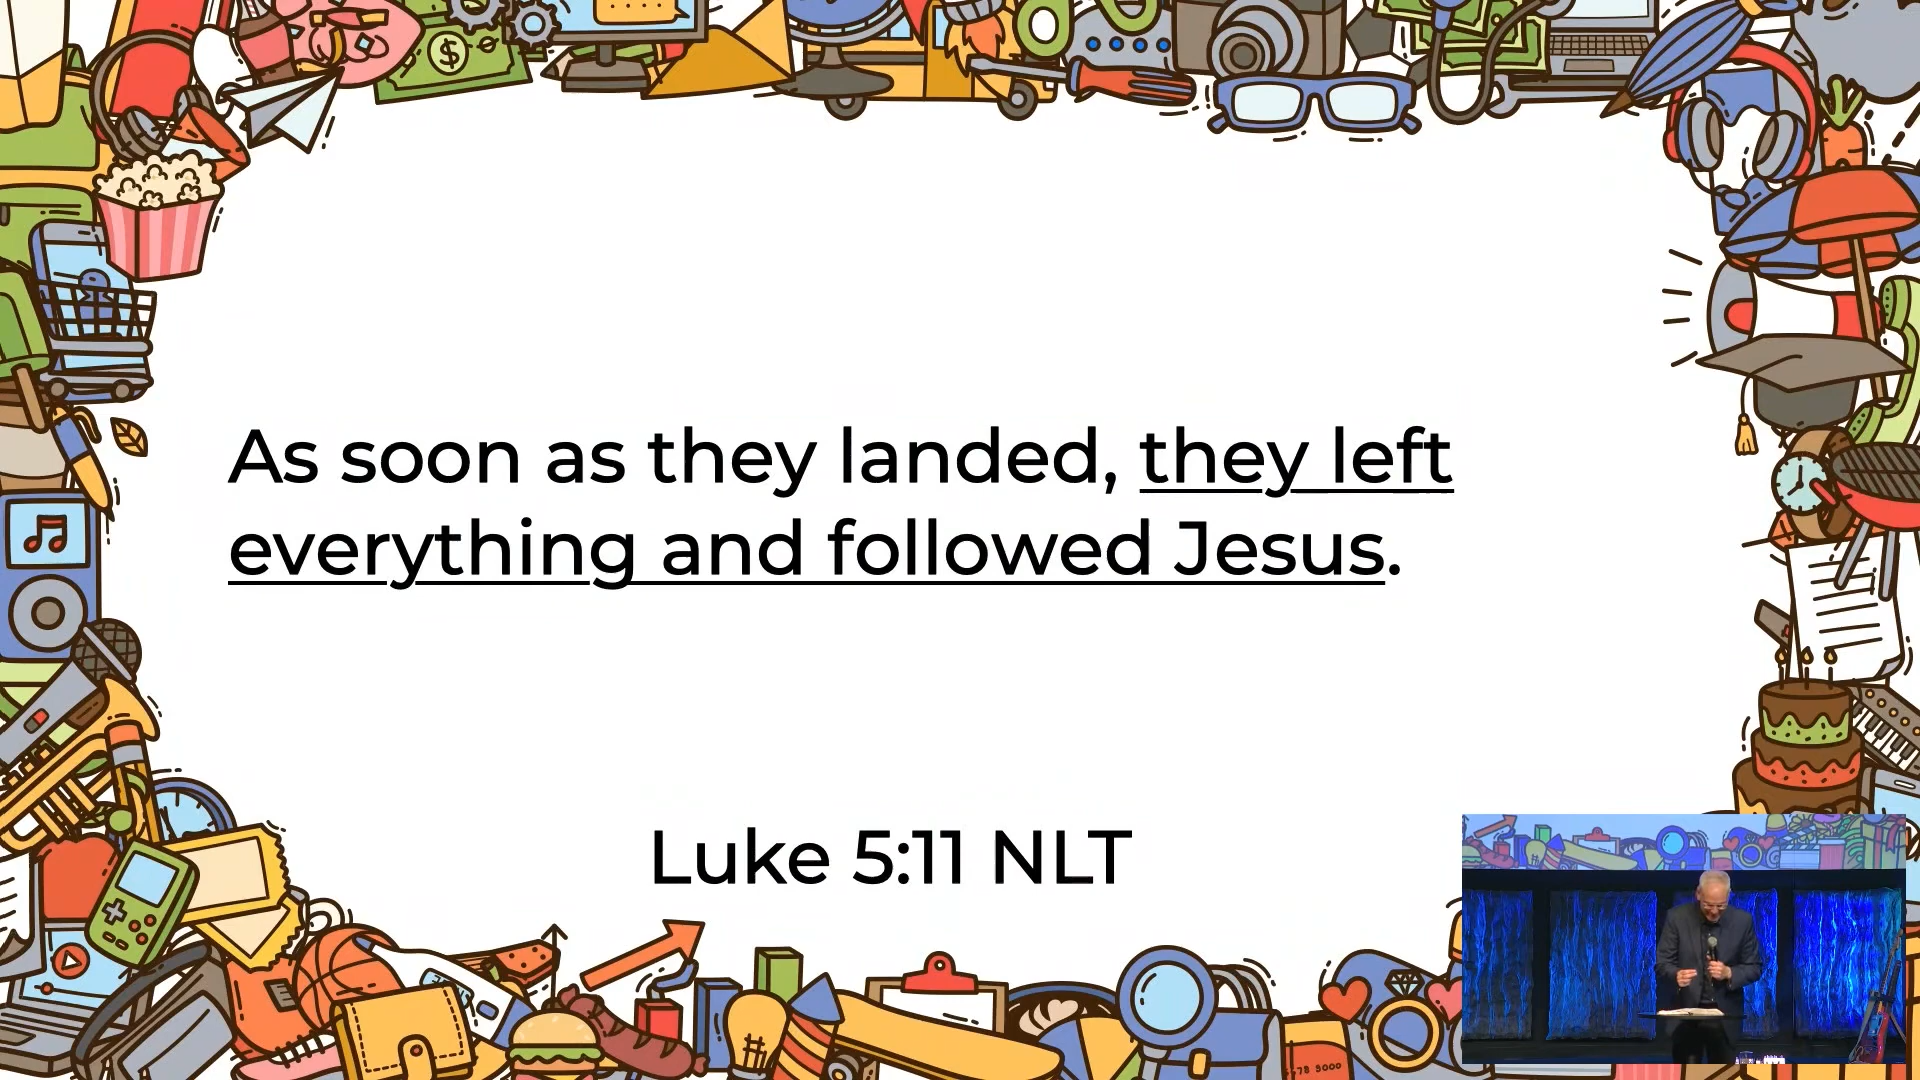 As soon as they landed, they left
everything and followed Jesus.
Luke 5:11 NLT